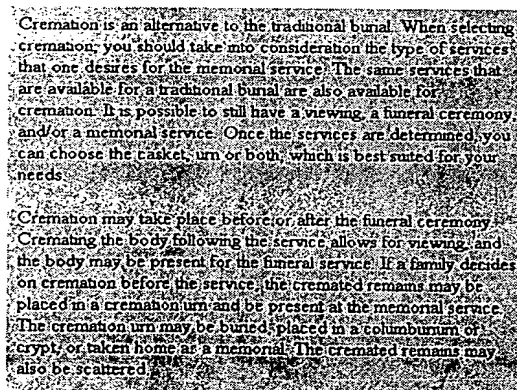 Cremation is an alternative to the traditional burial. When selecting
cremation, you should take into consideration the type of services
that one desires for the memorial service. The same services that
are available for a traditional burial are also available for
cremation. It is possible to still have a viewing, a funeral ceremony
and/or a memorial service. Once the services are determined, you
can choose the casket, urn or both, which is best suited for your
needs.
Cremation may take place before or after the funeral ceremony.
Cremating the body following the service, allows for viewing, and
the body may be present for the funeral service. If a family decides
on cremation before the service, the cremated remains may be
placed in a cremation urn and be present at the memorial service.
The cremation urn may be buried, placed in a columburium or
crypt, or taken home as a memorial. The cremated remains may
also be scattered.